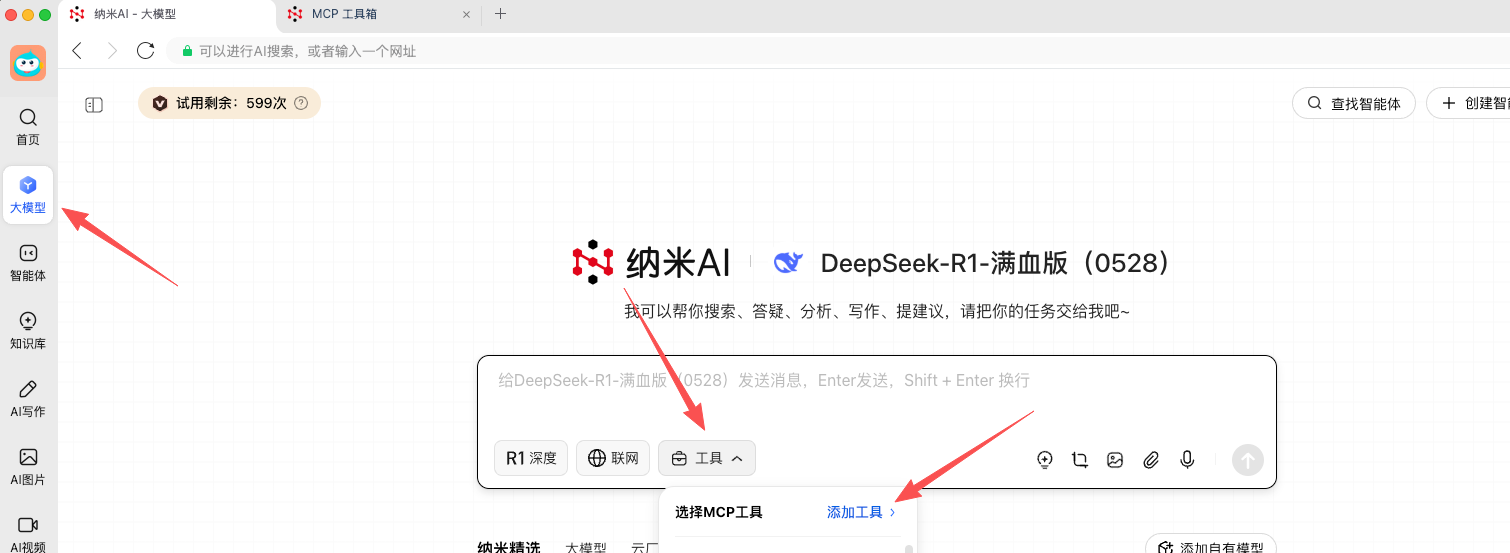 纳米AI - 大模型
MCP 工具箱
可以进行AI搜索，或者输入一个网址
试用剩余：599次
查找智能体
创建智
首页
大模型
智能体
知识库
AI写作
AI图片
AI视频
纳米AI
DeepSeek-R1-满血版（0528）
我可以帮你搜索、答疑、分析、写作、提建议，请把你的任务交给我吧~
给DeepSeek-R1-满血版（0528）发送消息，Enter发送，Shift + Enter 换行
R1 深度
联网
工具
选择MCP工具
添加工具
纳米精选
大模型
云厂
添加自有模型